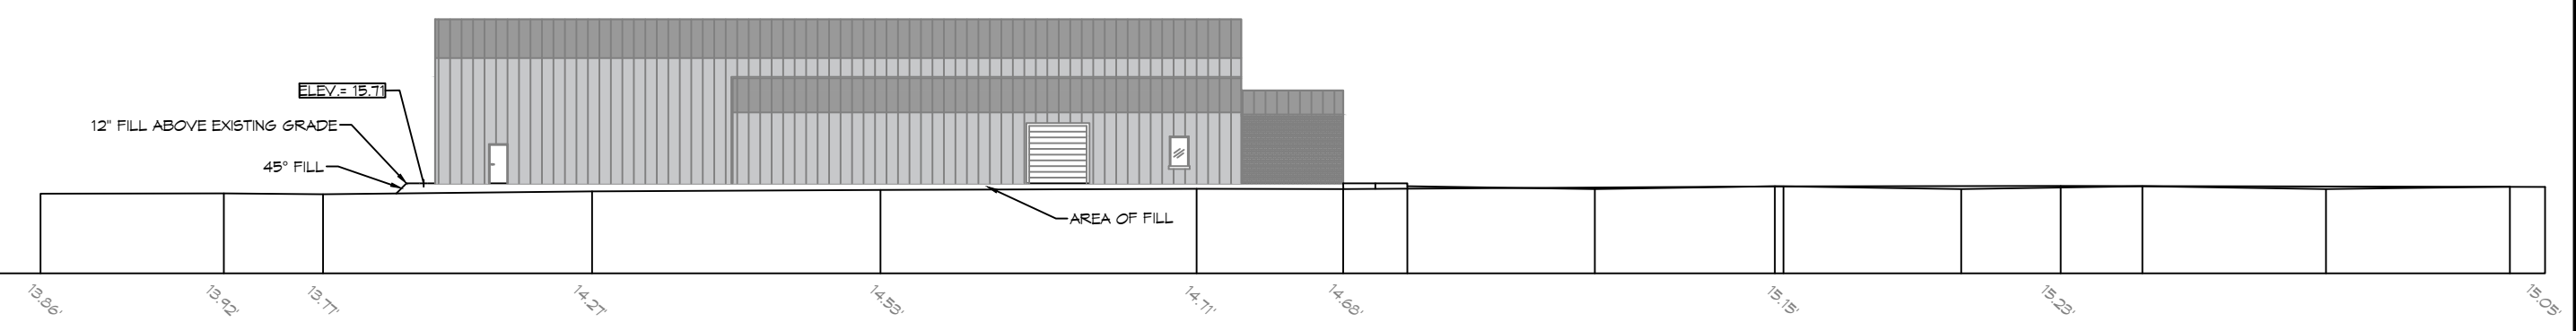 ELEV.= 15.71
12" FILL ABOVE EXISTING GRADE
45° FILL
AREA OF FILL
13.86'
13.92'
13.77'
14.27'
14.53'
14.71'
14.68'
15.15'
15.23'
15.05'